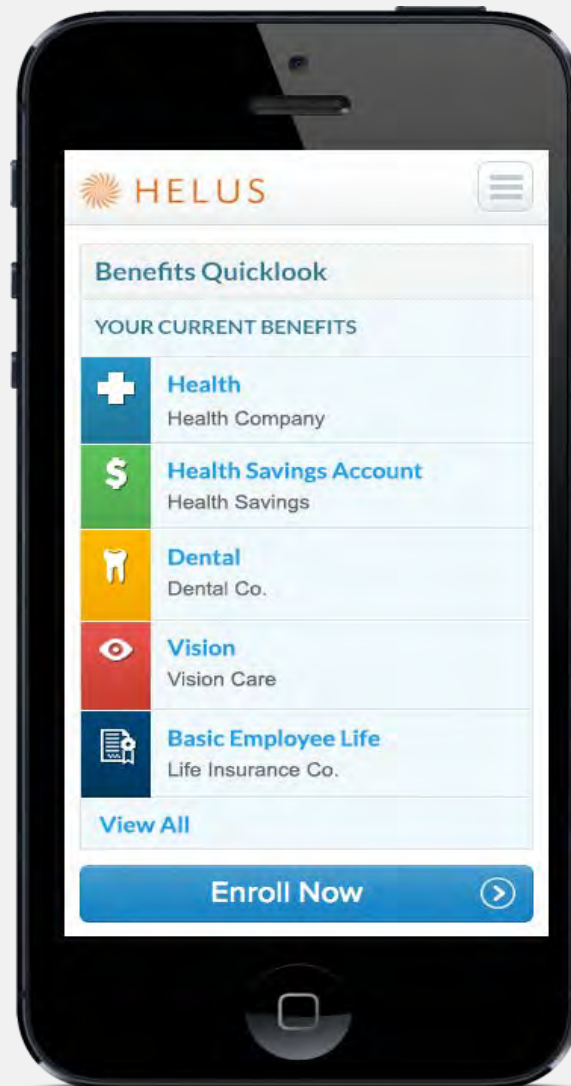 HELUS
Benefits Quicklook
YOUR CURRENT BENEFITS
Health
Health Company
$
Health Savings Account
Health Savings
Dental
Dental Co.
Vision
Vision Care
Basic Employee Life
Life Insurance Co.
View All
Enroll Now